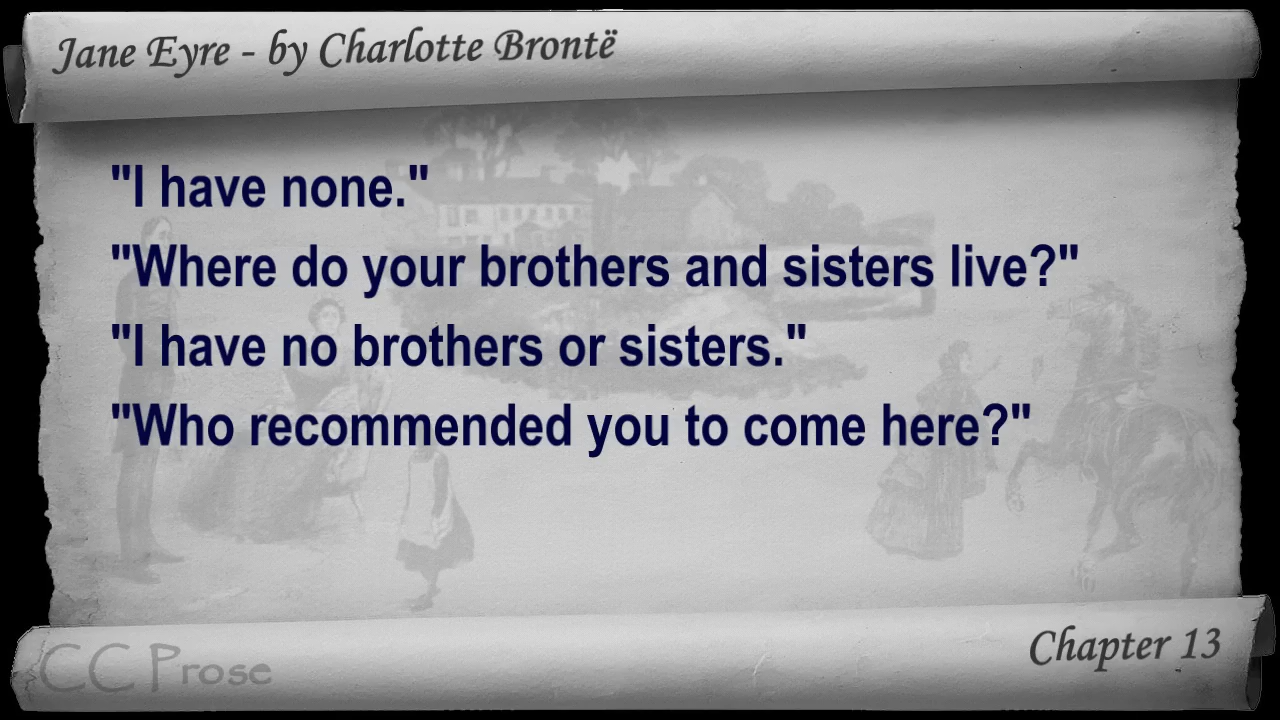 Jane Eyre - by Charlotte Brontë
"I have none."
"Where do your brothers and sisters live?"
"I have no brothers or sisters."
"Who recommended you to come here?"
Chapter 13
CC Prose